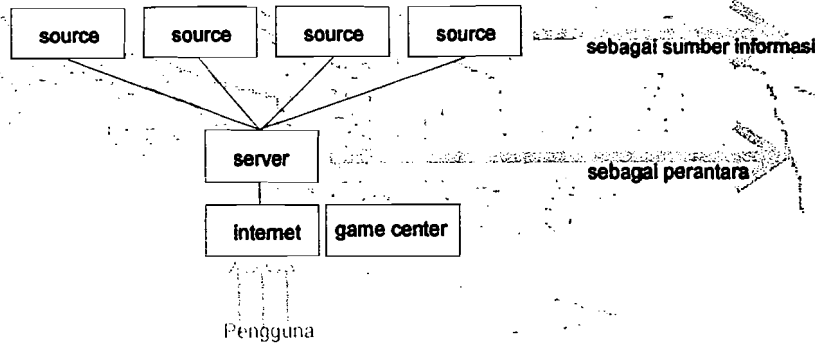 source source source source
sebagai sumber informasi
server
sebagai perantara
internet game center
Pengguna